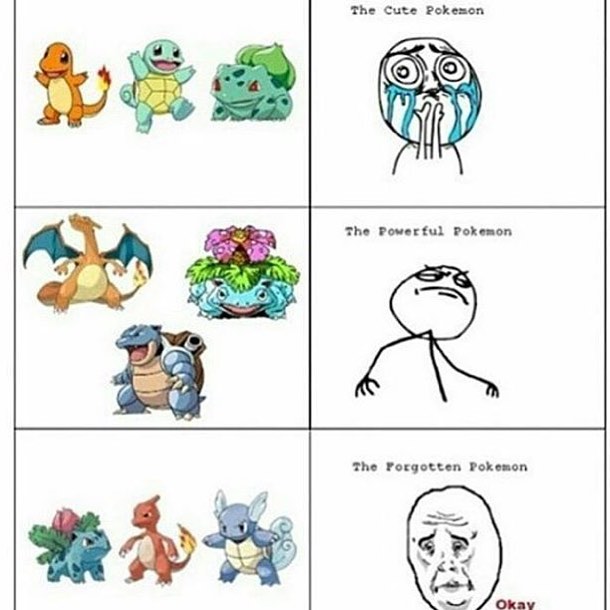 The Cute Pokemon
The Powerful Pokemon
The Forgotten Pokemon
Okay